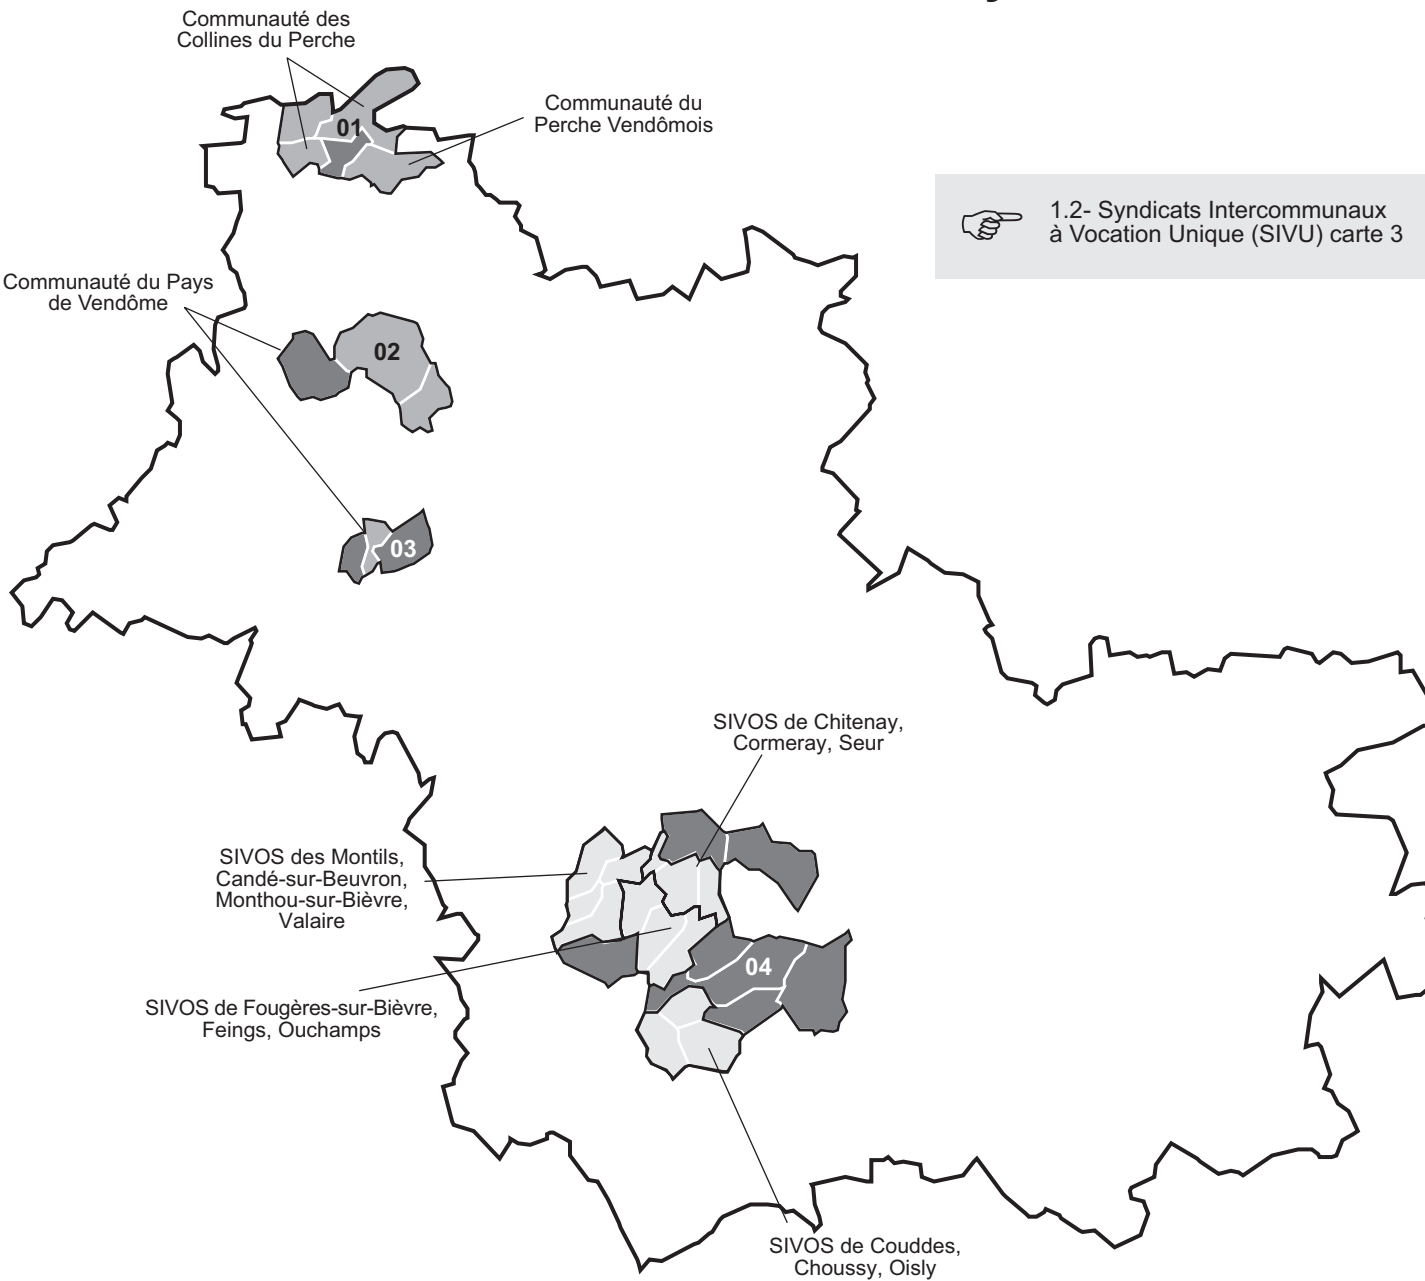 Communauté des
Collines du Perche
01
Communauté du
Perche Vendômois
1.2- Syndicats Intercommunaux
à Vocation Unique (SIVU) carte 3
Communauté du Pays
de Vendôme
02
03
SIVOS de Chitenay,
Cormeray, Seur
SIVOS des Montils,
Candé-sur-Beuvron,
Monthou-sur-Bièvre,
Valaire
04
SIVOS de Fougères-sur-Bièvre,
Feings, Ouchamps
SIVOS de Couddes,
Choussy, Oisly